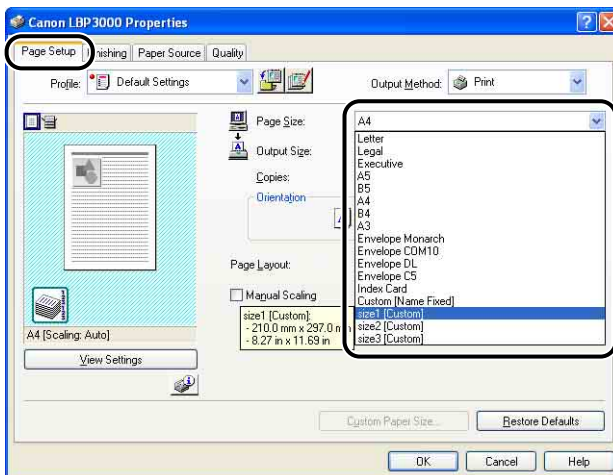 Canon LBP3000 Properties
Page Setup
inishing
Paper Source
Quality
Profile: Default Settings
Output Method: Print
Page Size: A4
Output Size:
Copies:
Orientation
Page Layout:
Manual Scaling
Letter
Legal
Executive
A5
B5
A4
B4
A3
Envelope Monarch
Envelope COM10
Envelope DL
Envelope C5
Index Card
Custom [Name Fixed]
size1 [Custom]
size2 [Custom]
size3 [Custom]
size1 [Custom]:
- 210.0 mm x 297.0 m
- 8.27 in x 11.69 in
A4 [Scaling: Auto]
View Settings
Custom Paper Size...
Restore Defaults
OK
Cancel
Help